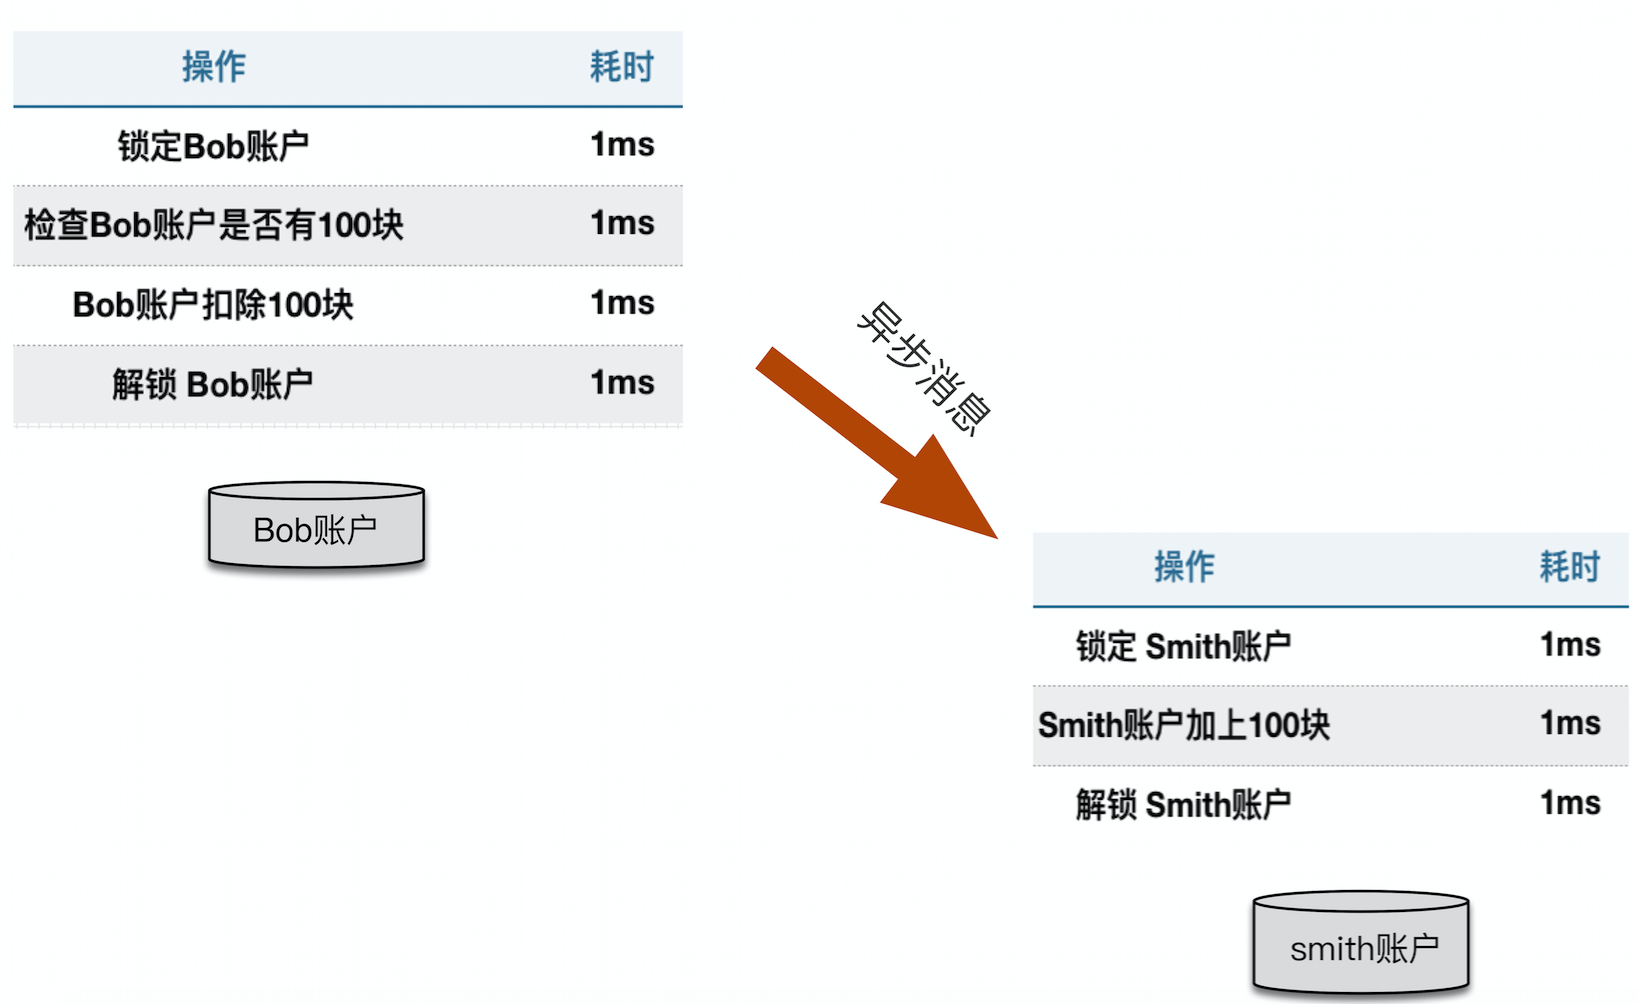 操作 耗时
锁定Bob账户 1ms
检查Bob账户是否有100块 1ms
Bob账户扣除100块 1ms
解锁 Bob账户 1ms
Bob账户
异步消息
操作 耗时
锁定 Smith账户 1ms
Smith账户加上100块 1ms
解锁 Smith账户 1ms
smith账户